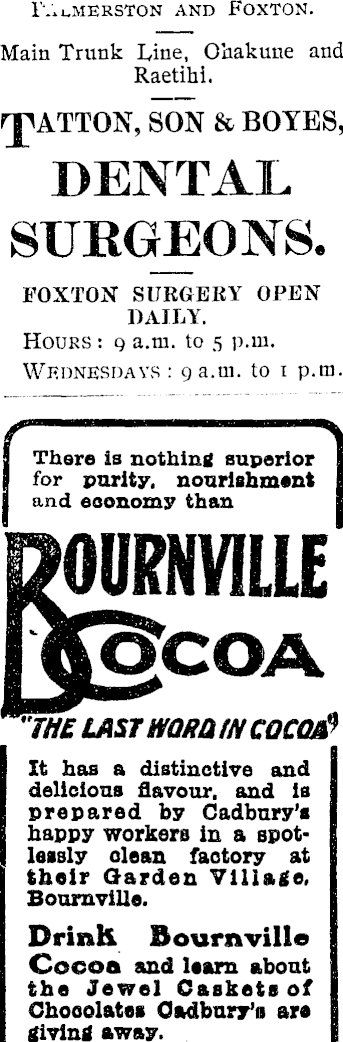 PALMERSTON AND FOXTON.
Main Trunk Line, Ohakune and
Raetihi.
TATTON, SON & BOYES,
DENTAL
SURGEONS.
FOXTON SURGERY OPEN
DAILY.
HOURS: 9 a.m. to 5 p.m.
WEDNESDAYS: 9 a.m. to 1 p.m.
There is nothing superior
for purity, nourishment
and economy than
BOURNVILLE
COCOA
"THE LAST WORD IN COCOA"
It has a distinctive and
delicious flavour, and is
prepared by Cadbury's
happy workers in a spot-
lessly clean factory at
their Garden Village,
Bournville.
Drink Bournville
Cocoa and learn about
the Jewel Caskets of
Chocolates Cadbury's are
giving away.